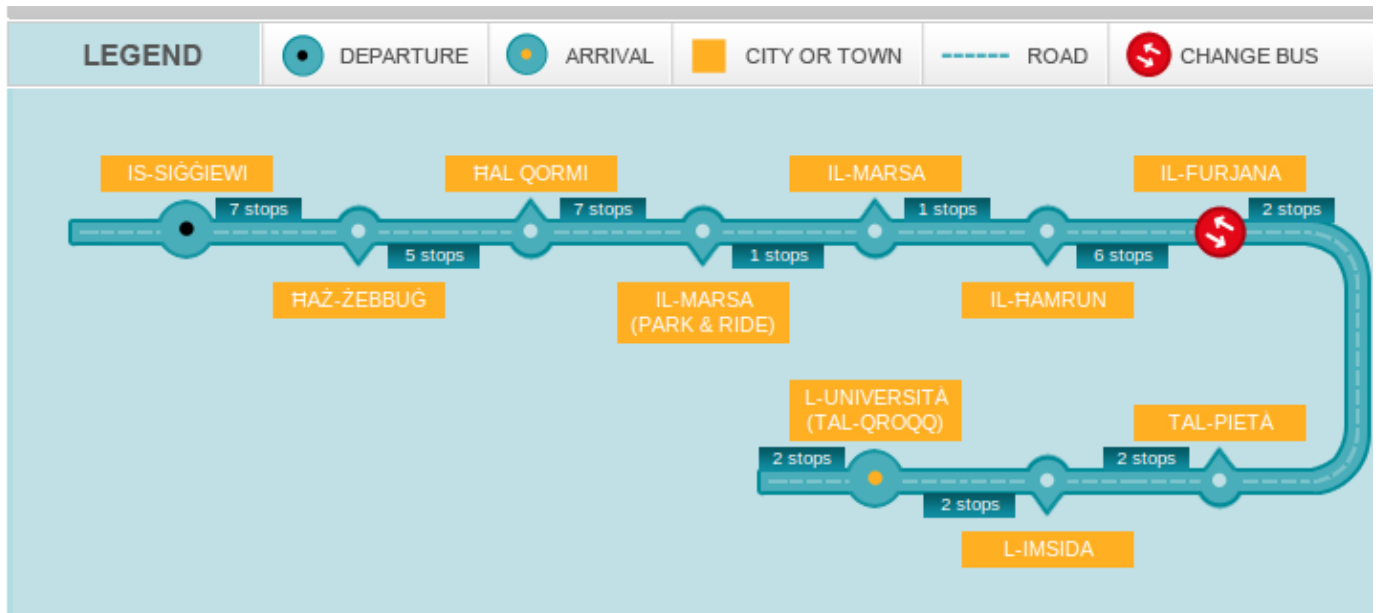 LEGEND
DEPARTURE
ARRIVAL
CITY OR TOWN
ROAD
CHANGE BUS
IS-SIĠĠIEWI
ĦAL QORMI
IL-MARSA
IL-FURJANA
7 stops
7 stops
1 stops
2 stops
5 stops
1 stops
6 stops
ĦAŻ-ŻEBBUĠ
IL-MARSA
(PARK & RIDE)
IL-ĦAMRUN
L-UNIVERSITÀ
(TAL-QROQQ)
TAL-PIETÀ
2 stops
2 stops
2 stops
L-IMSIDA